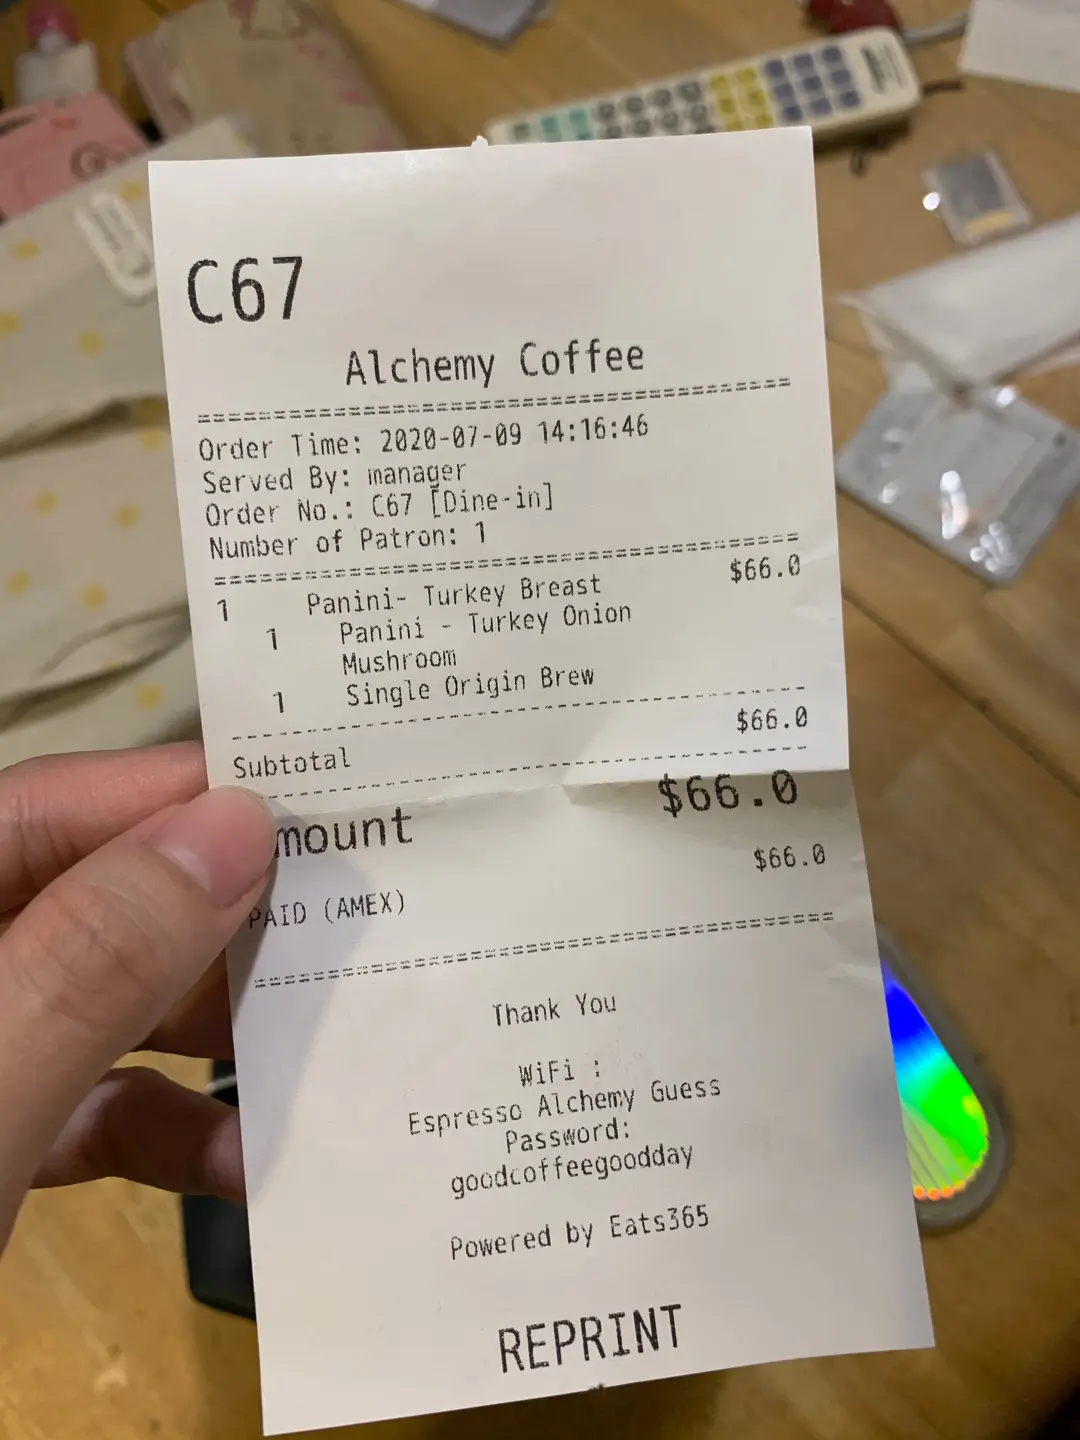 C67
Alchemy Coffee
Order Time: 2020-07-09 14:16:46
Served By: manager
Order No.: C67 [Dine-in]
Number of Patron: 1
1 Panini- Turkey Breast $66.0
1 Panini - Turkey Onion
Mushroom
1 Single Origin Brew
Subtotal $66.0
mount $66.0
PAID (AMEX) $66.0
Thank You
WiFi :
Espresso Alchemy Guess
Password:
goodcoffeegoodday
Powered by Eats365
REPRINT